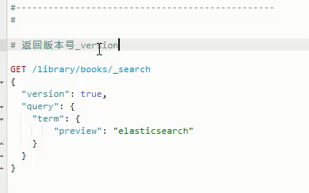 #------------------------------------------------
#
# 返回版本号_version
GET /library/books/_search
{
"version": true,
"query": {
"term": {
"preview": "elasticsearch"
}
}
}